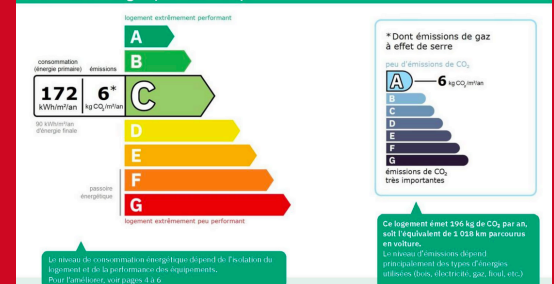 logement extrêmement performant
A
B
consommation
(énergie primaire)
émissions
172
kWh/m²/an
6*
kg CO₂/m²/an
C
90 kWh/m²/an
d'énergie finale
D
E
passoire
énergétique
F
G
logement extrêmement peu performant
Le niveau de consommation énergétique dépend de l'isolation du
logement et de la performance des équipements.
Pour l'améliorer, voir pages 4 à 6
*Dont émissions de gaz
à effet de serre
peu d'émissions de CO₂
A
6 kg CO₂/m²/an
B
C
D
E
F
G
émissions de CO₂
très importantes
Ce logement émet 196 kg de CO₂ par an,
soit l'équivalent de 1 018 km parcourus
en voiture.
Le niveau d'émissions dépend
principalement des types d'énergies
utilisées (bois, électricité, gaz, fioul, etc.)